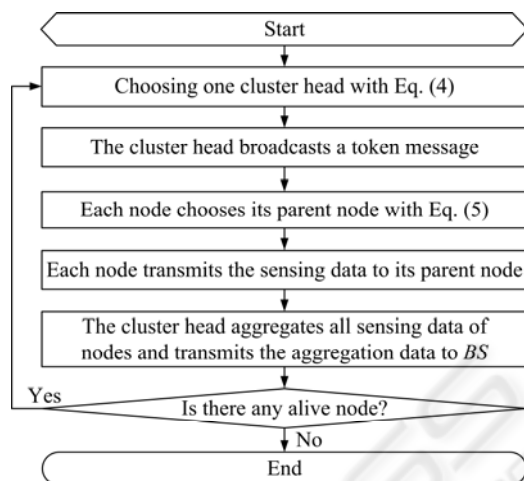 Start
Choosing one cluster head with Eq. (4)
The cluster head broadcasts a token message
Each node chooses its parent node with Eq. (5)
Each node transmits the sensing data to its parent node
The cluster head aggregates all sensing data of
nodes and transmits the aggregation data to BS
Yes
Is there any alive node?
No
End